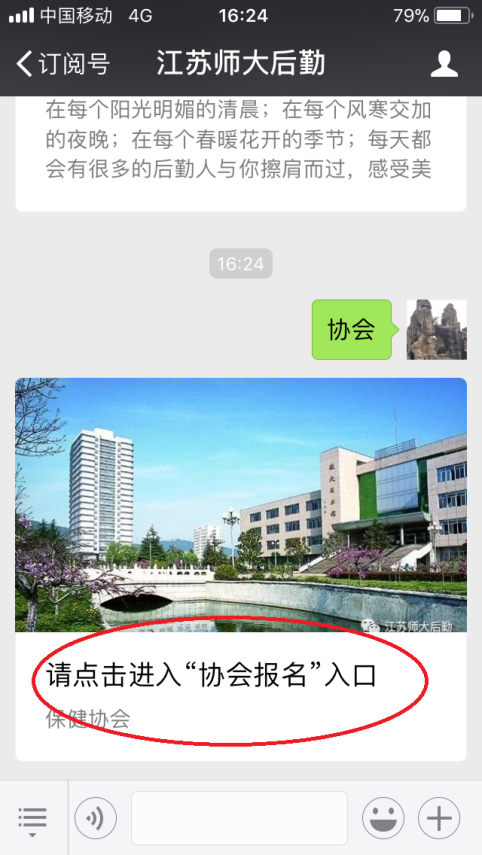 中国移动 4G 16:24 79%
订阅号 江苏师大后勤
在每个阳光明媚的清晨；在每个风寒交加
的夜晚；在每个春暖花开的季节；每天都
会有很多的后勤人与你擦肩而过，感受美
16:24
协会
江苏师大后勤
请点击进入“协会报名”入口
保健协会